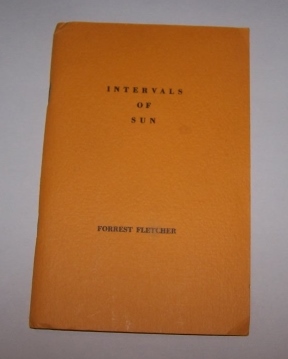 INTERVALS
OF
SUN
FORREST FLETCHER